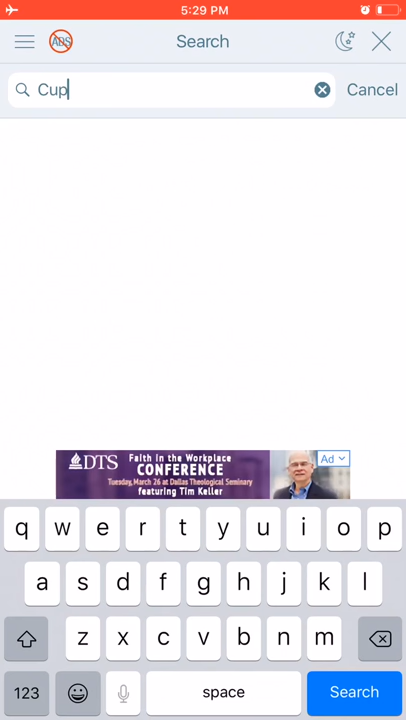 5:29 PM
ADS
Search
Cup
Cancel
DTS
Faith in the Workplace
CONFERENCE
Tuesday, March 26 at Dallas Theological Seminary
featuring Tim Keller
Ad
q w e r t y u i o p
a s d f g h j k l
z x c v b n m
123 space Search